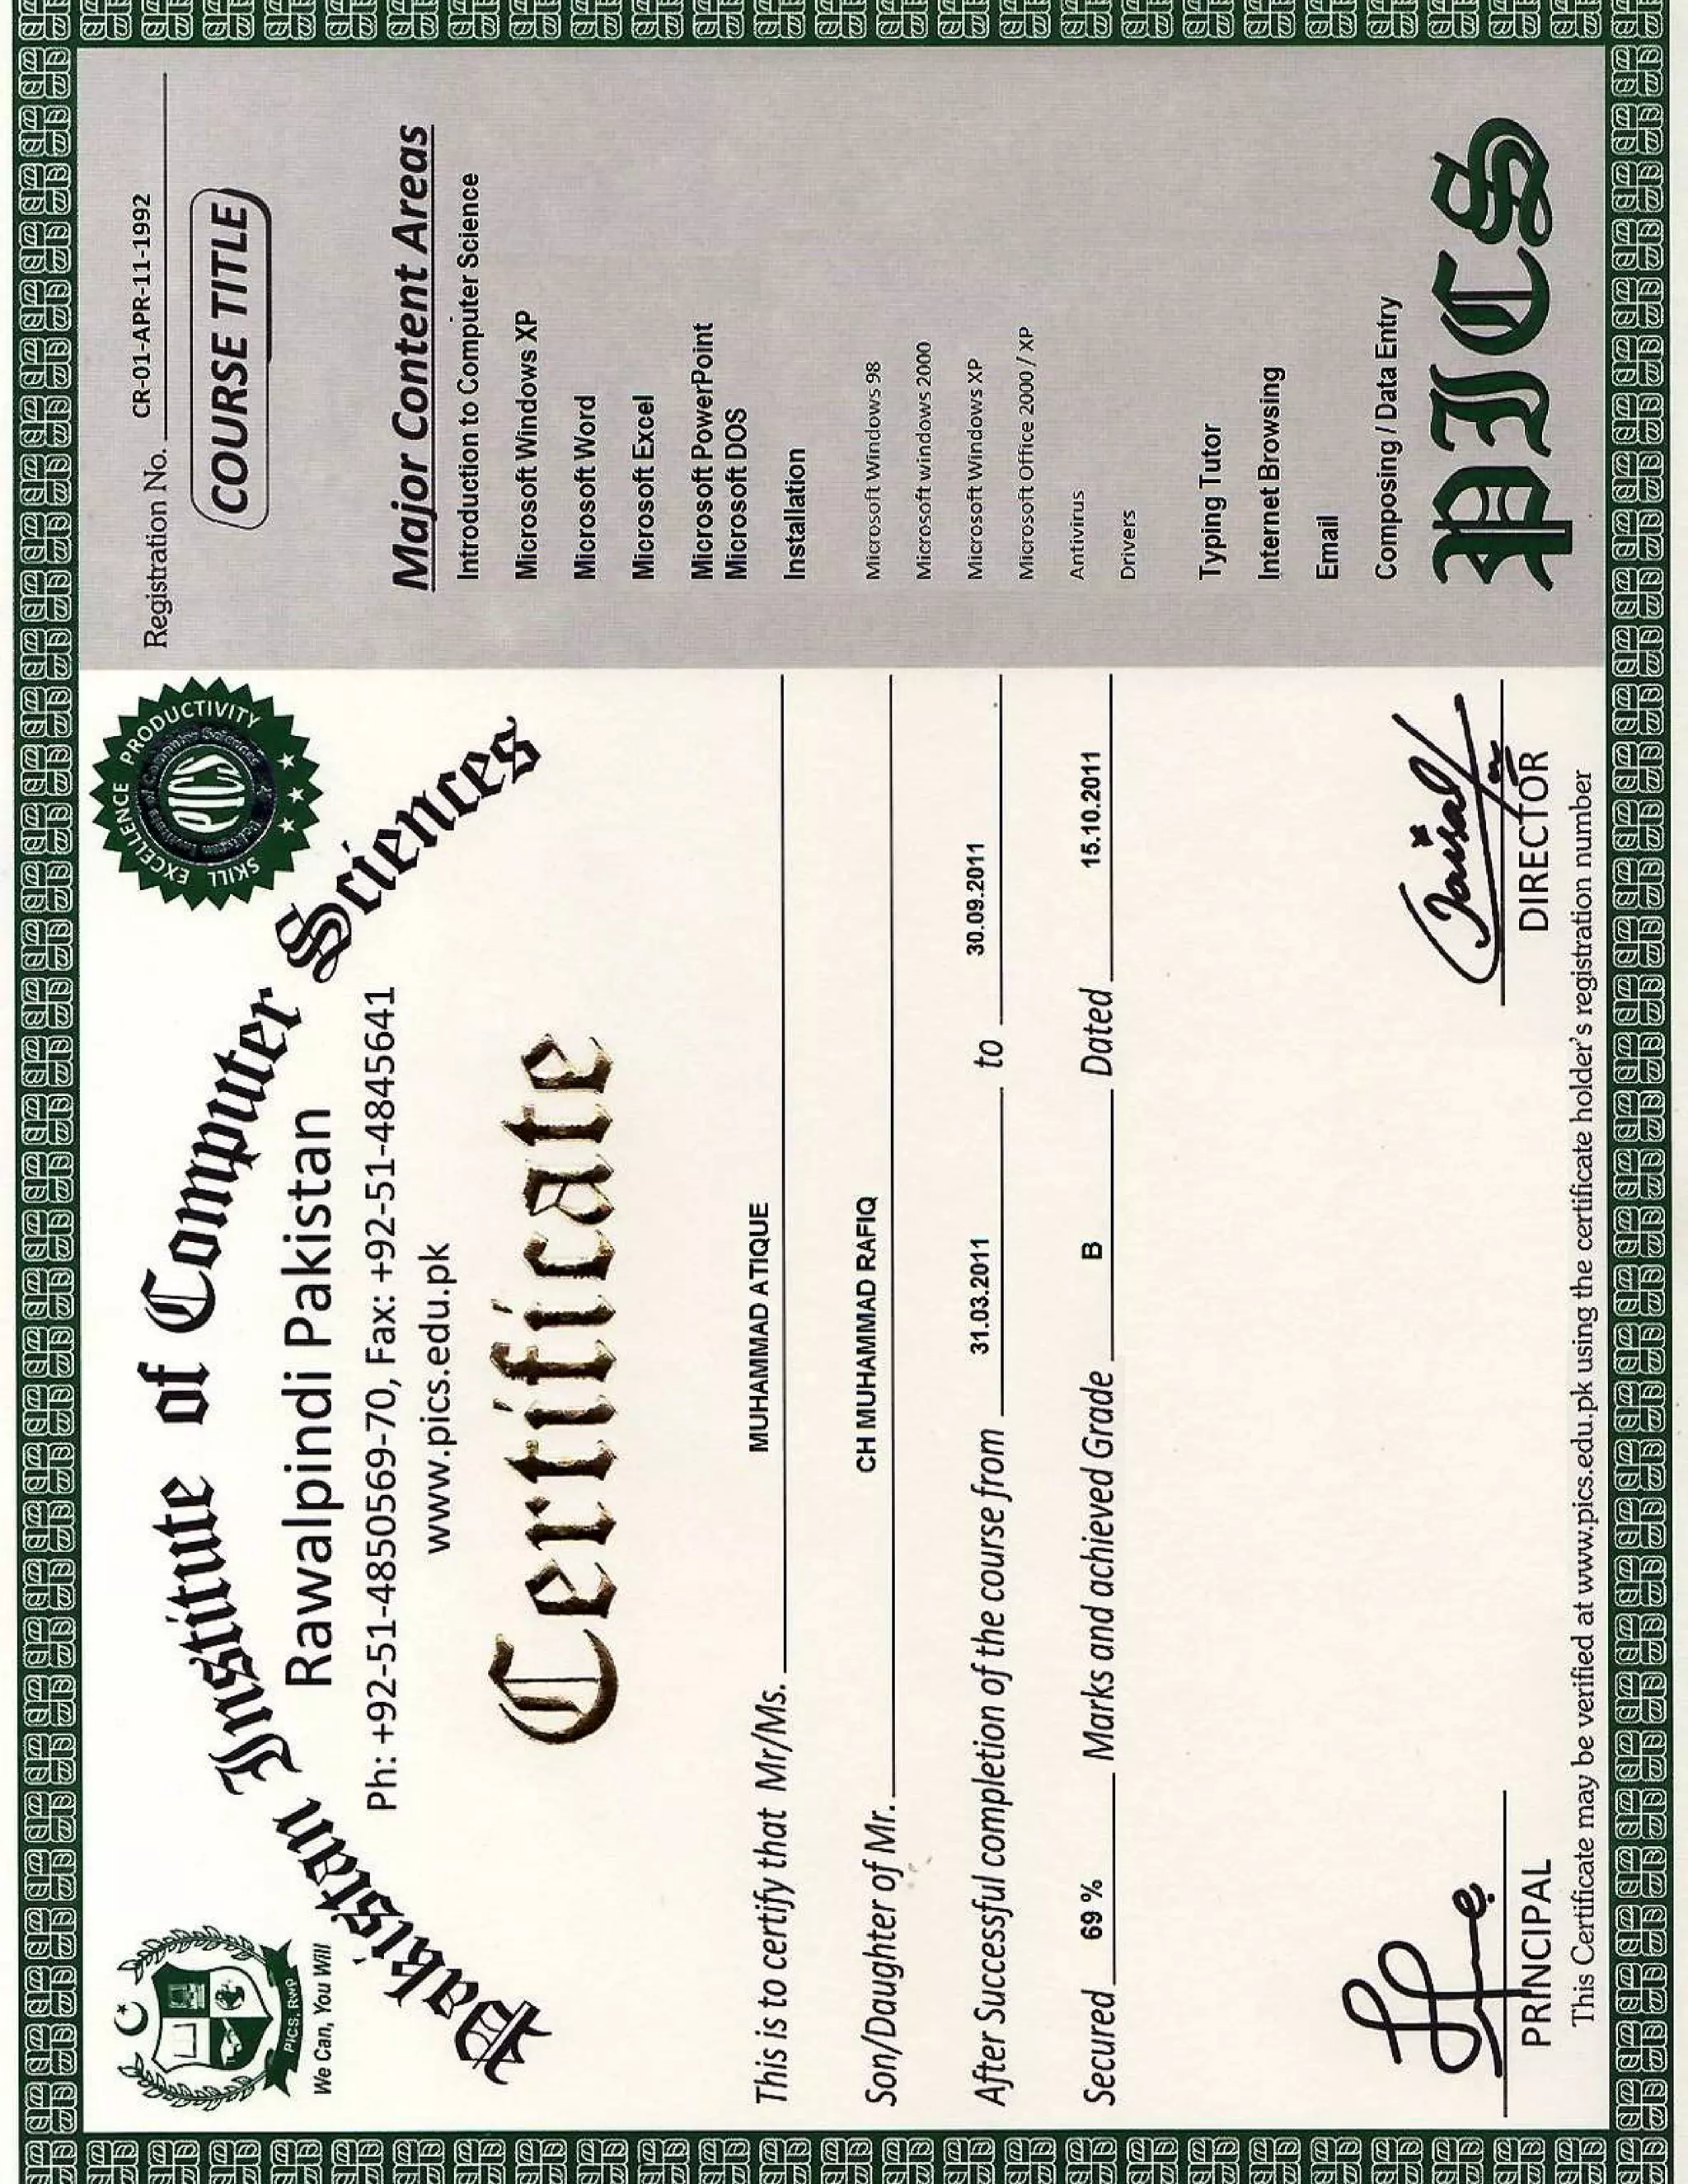 Pakistan Institute of Computer Sciences
Rawalpindi Pakistan
Ph: +92-51-4850569-70, Fax: +92-51-4845641
www.pics.edu.pk
PICS, Rwp
We Can, You Will
SKILL EXCELLENCE PRODUCTIVITY
PICS
Certificate
This is to certify that Mr/Ms. MUHAMMAD ATIQUE
Son/Daughter of Mr. CH MUHAMMAD RAFIQ
After Successful completion of the course from 31.03.2011 to 30.09.2011
Secured 69 % Marks and achieved Grade B Dated 15.10.2011
PRINCIPAL
DIRECTOR
This Certificate may be verified at www.pics.edu.pk using the certificate holder's registration number
Registration No. CR-01-APR-11-1992
COURSE TITLE
Major Content Areas
Introduction to Computer Science
Microsoft Windows XP
Microsoft Word
Microsoft Excel
Microsoft PowerPoint
Microsoft DOS
Installation
Microsoft Windows 98
Microsoft windows 2000
Microsoft Windows XP
Microsoft Office 2000 / XP
Antivirus
Drivers
Typing Tutor
Internet Browsing
Email
Composing / Data Entry
PICS